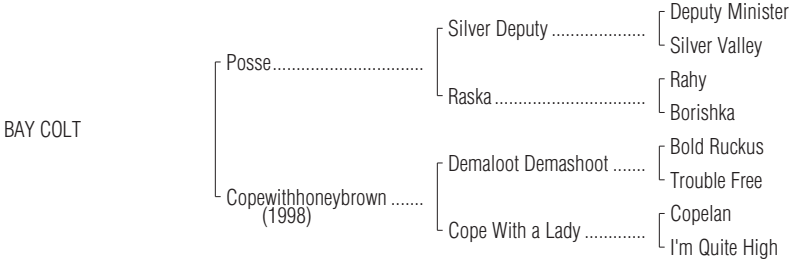 Deputy Minister
Silver Deputy .....................
Silver Valley
Posse................................
Rahy
Raska ................................
Borishka
BAY COLT
Bold Ruckus
Demaloot Demashoot .......
Trouble Free
Copewithhoneybrown .......
(1998)
Copelan
Cope With a Lady .............
I'm Quite High